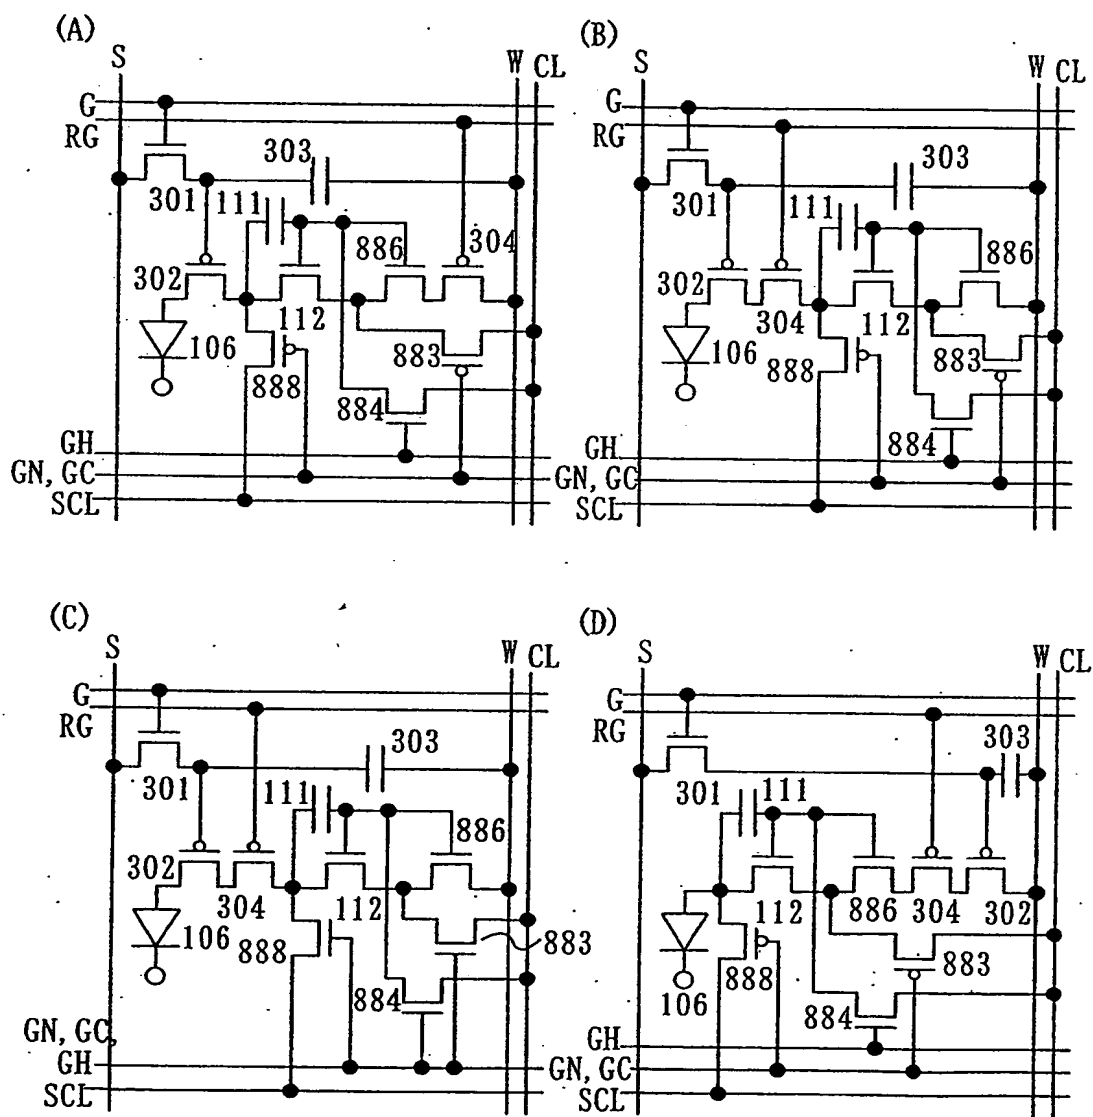 (A)
S
W CL
G
RG
303
301
111
886
304
302
112
106
883
888
884
GH
GN, GC
SCL
(B)
S
W CL
G
RG
303
301
111
886
302
304
112
106
883
888
884
GH
GN, GC
SCL
(C)
S
W CL
G
RG
303
301
111
886
302
304
112
106
888
883
884
GN, GC,
GH
SCL
(D)
S
W CL
G
RG
303
301
111
112
886
304
302
106
888
883
884
GH
GN, GC
SCL